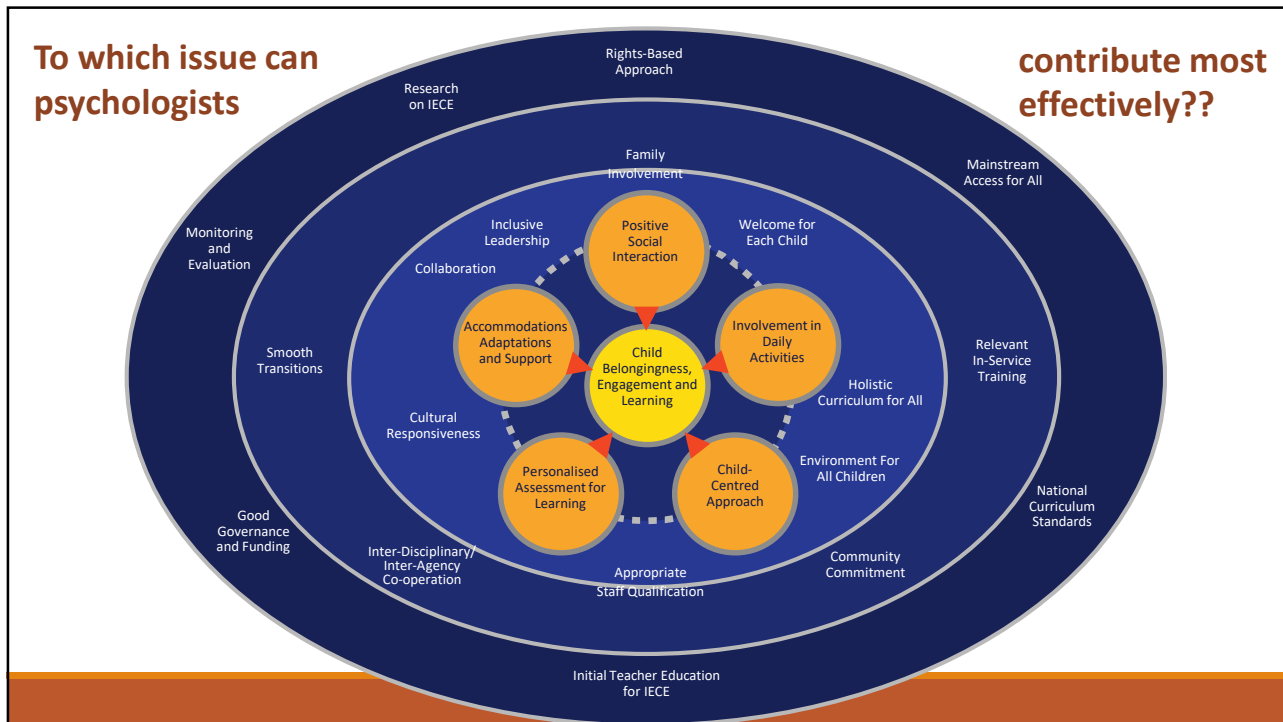 To which issue can
psychologists
contribute most
effectively??
Rights-Based
Approach
Research
on IECE
Mainstream
Access for All
Monitoring
and
Evaluation
National
Curriculum
Standards
Good
Governance
and Funding
Initial Teacher Education
for IECE
Family
Involvement
Smooth
Transitions
Relevant
In-Service
Training
Inter-Disciplinary/
Inter-Agency
Co-operation
Community
Commitment
Inclusive
Leadership
Welcome for
Each Child
Collaboration
Holistic
Curriculum for All
Cultural
Responsiveness
Environment For
All Children
Appropriate
Staff Qualification
Positive
Social
Interaction
Accommodations
Adaptations
and Support
Involvement in
Daily
Activities
Child
Belongingness,
Engagement and
Learning
Personalised
Assessment for
Learning
Child-
Centred
Approach